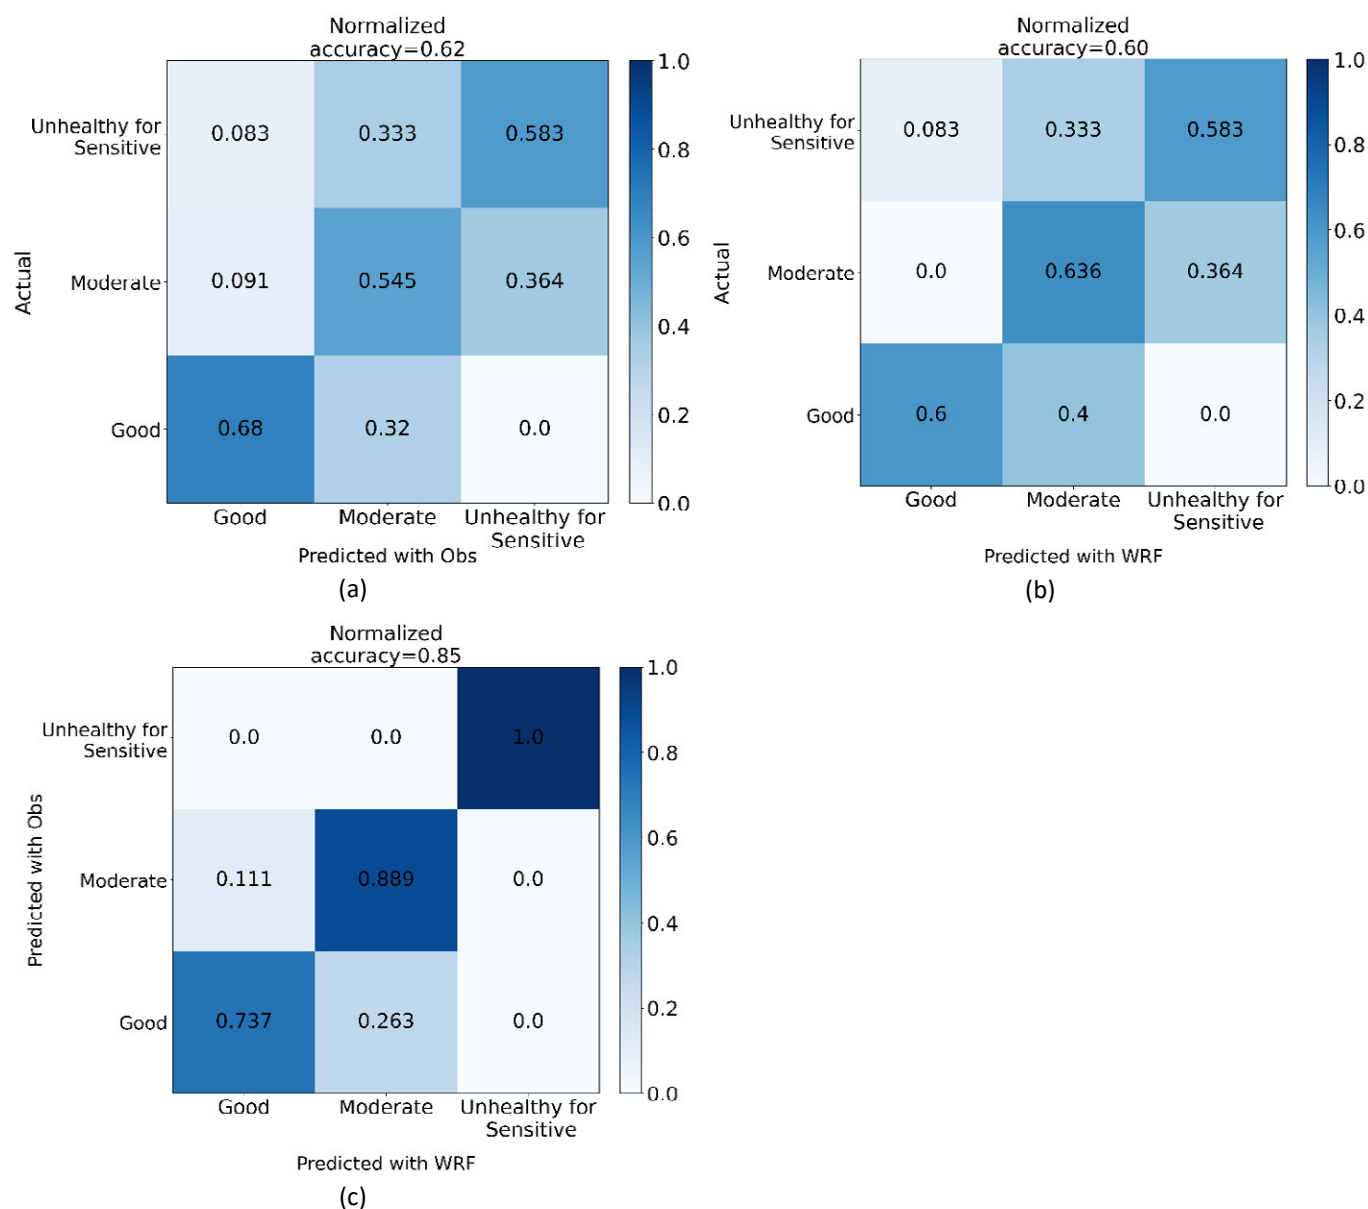 Normalized
accuracy=0.62
1.0
Unhealthy for
Sensitive
0.083 0.333 0.583
0.8
0.6
Actual
Moderate
0.091 0.545 0.364
0.4
0.2
Good
0.68 0.32 0.0
0.0
Good Moderate Unhealthy for
Sensitive
Predicted with Obs
(a)
Normalized
accuracy=0.60
1.0
Unhealthy for
Sensitive
0.083 0.333 0.583
0.8
0.6
Actual
Moderate
0.0 0.636 0.364
0.4
0.2
Good
0.6 0.4 0.0
0.0
Good Moderate Unhealthy for
Sensitive
Predicted with WRF
(b)
Normalized
accuracy=0.85
1.0
Unhealthy for
Sensitive
0.0 0.0 1.0
0.8
0.6
Predicted with Obs
Moderate
0.111 0.889 0.0
0.4
0.2
Good
0.737 0.263 0.0
0.0
Good Moderate Unhealthy for
Sensitive
Predicted with WRF
(c)